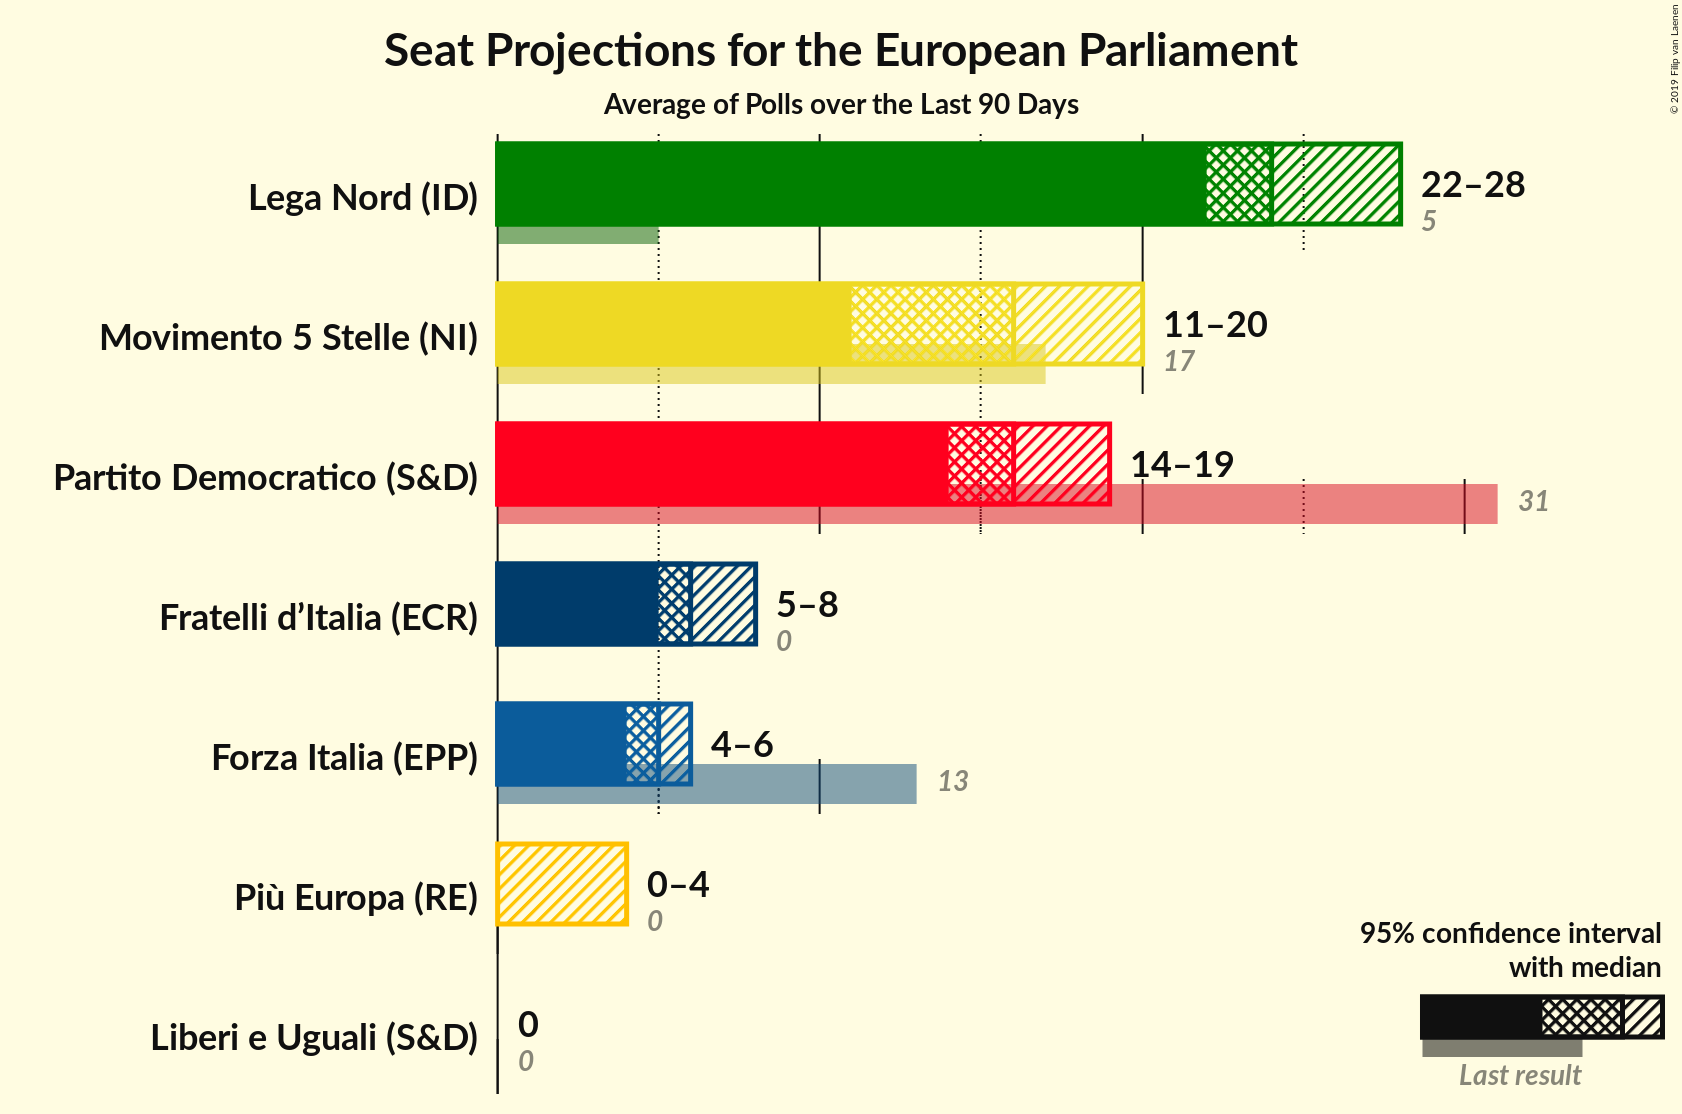 Seat Projections for the European Parliament
Average of Polls over the Last 90 Days
© 2019 Filip van Laenen
Lega Nord (ID)
22–28
5
Movimento 5 Stelle (NI)
11–20
17
Partito Democratico (S&D)
14–19
31
Fratelli d’Italia (ECR)
5–8
0
Forza Italia (EPP)
4–6
13
Più Europa (RE)
0–4
0
Liberi e Uguali (S&D)
0
0
95% confidence interval
with median
Last result